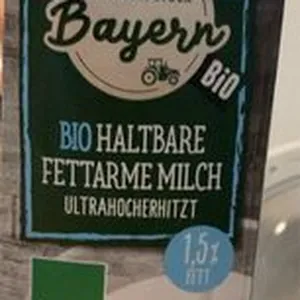 Bayern
BiO
BIO HALTBARE
FETTARME MILCH
ULTRAHOCHERHITZT
1,5%
FETT